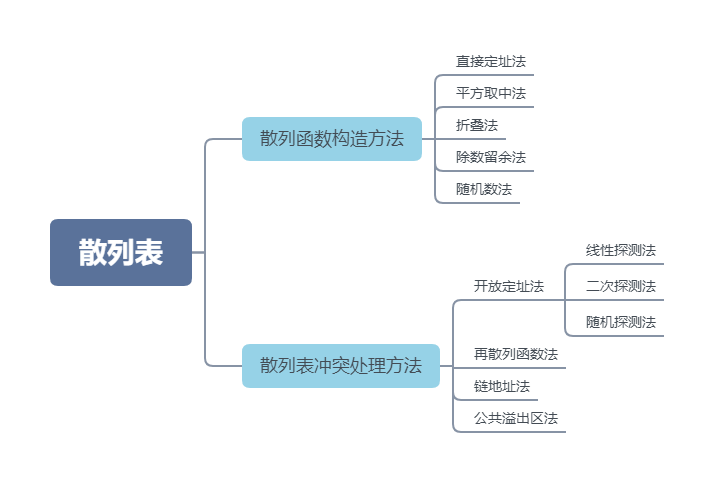 散列表
散列函数构造方法
直接定址法
平方取中法
折叠法
除数留余法
随机数法
散列表冲突处理方法
开放定址法
线性探测法
二次探测法
随机探测法
再散列函数法
链地址法
公共溢出区法